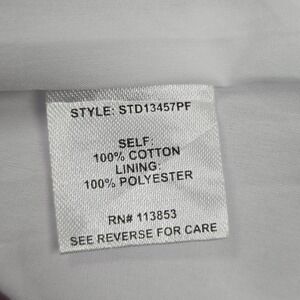 STYLE: STD13457PF
SELF:
100% COTTON
LINING:
100% POLYESTER
RN# 113853
SEE REVERSE FOR CARE